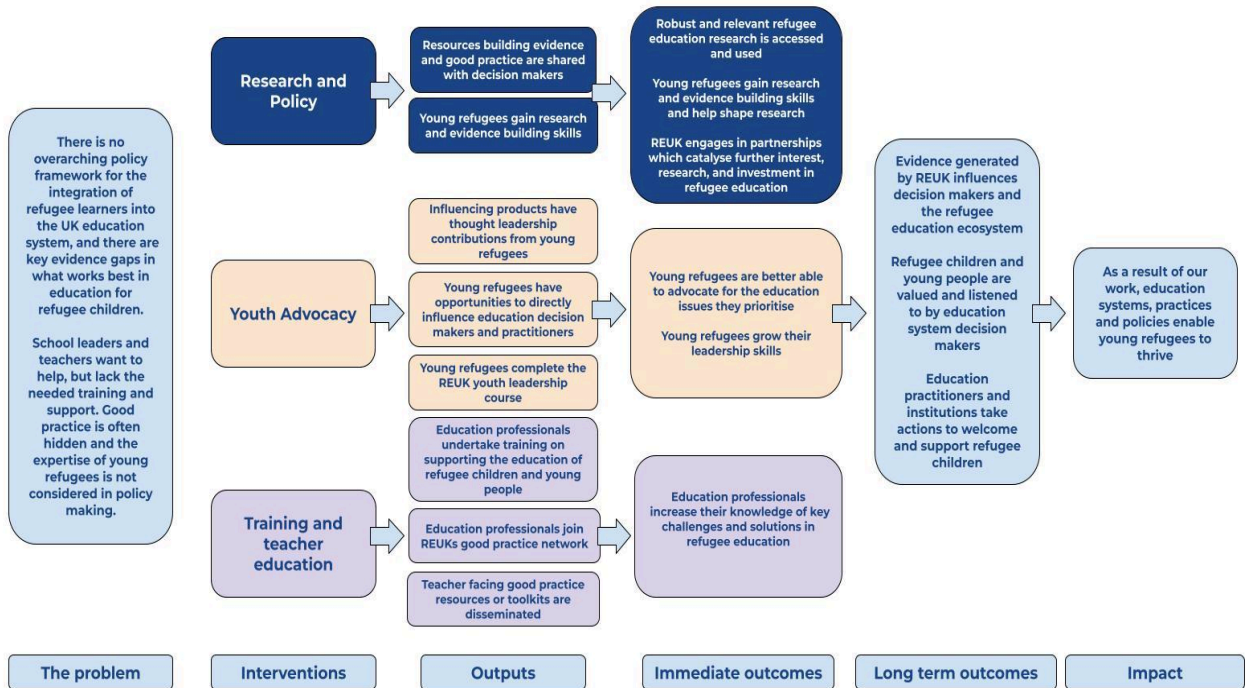 There is no
overarching policy
framework for the
integration of
refugee learners into
the UK education
system, and there are
key evidence gaps in
what works best in
education for
refugee children.
School leaders and
teachers want to
help, but lack the
needed training and
support. Good
practice is often
hidden and the
expertise of young
refugees is not
considered in policy
making.
Research and
Policy
Resources building evidence
and good practice are shared
with decision makers
Young refugees gain research
and evidence building skills
Robust and relevant refugee
education research is accessed
and used
Young refugees gain research
and evidence building skills
and help shape research
REUK engages in partnerships
which catalyse further interest,
research, and investment in
refugee education
Youth Advocacy
Influencing products have
thought leadership
contributions from young
refugees
Young refugees have
opportunities to directly
influence education decision
makers and practitioners
Young refugees complete the
REUK youth leadership
course
Young refugees are better able
to advocate for the education
issues they prioritise
Young refugees grow their
leadership skills
Training and
teacher
education
Education professionals
undertake training on
supporting the education of
refugee children and young
people
Education professionals join
REUKs good practice network
Teacher facing good practice
resources or toolkits are
disseminated
Education professionals
increase their knowledge of key
challenges and solutions in
refugee education
Evidence generated
by REUK influences
decision makers and
the refugee
education ecosystem
Refugee children and
young people are
valued and listened
to by education
system decision
makers
Education
practitioners and
institutions take
actions to welcome
and support refugee
children
As a result of our
work, education
systems, practices
and policies enable
young refugees to
thrive
The problem
Interventions
Outputs
Immediate outcomes
Long term outcomes
Impact